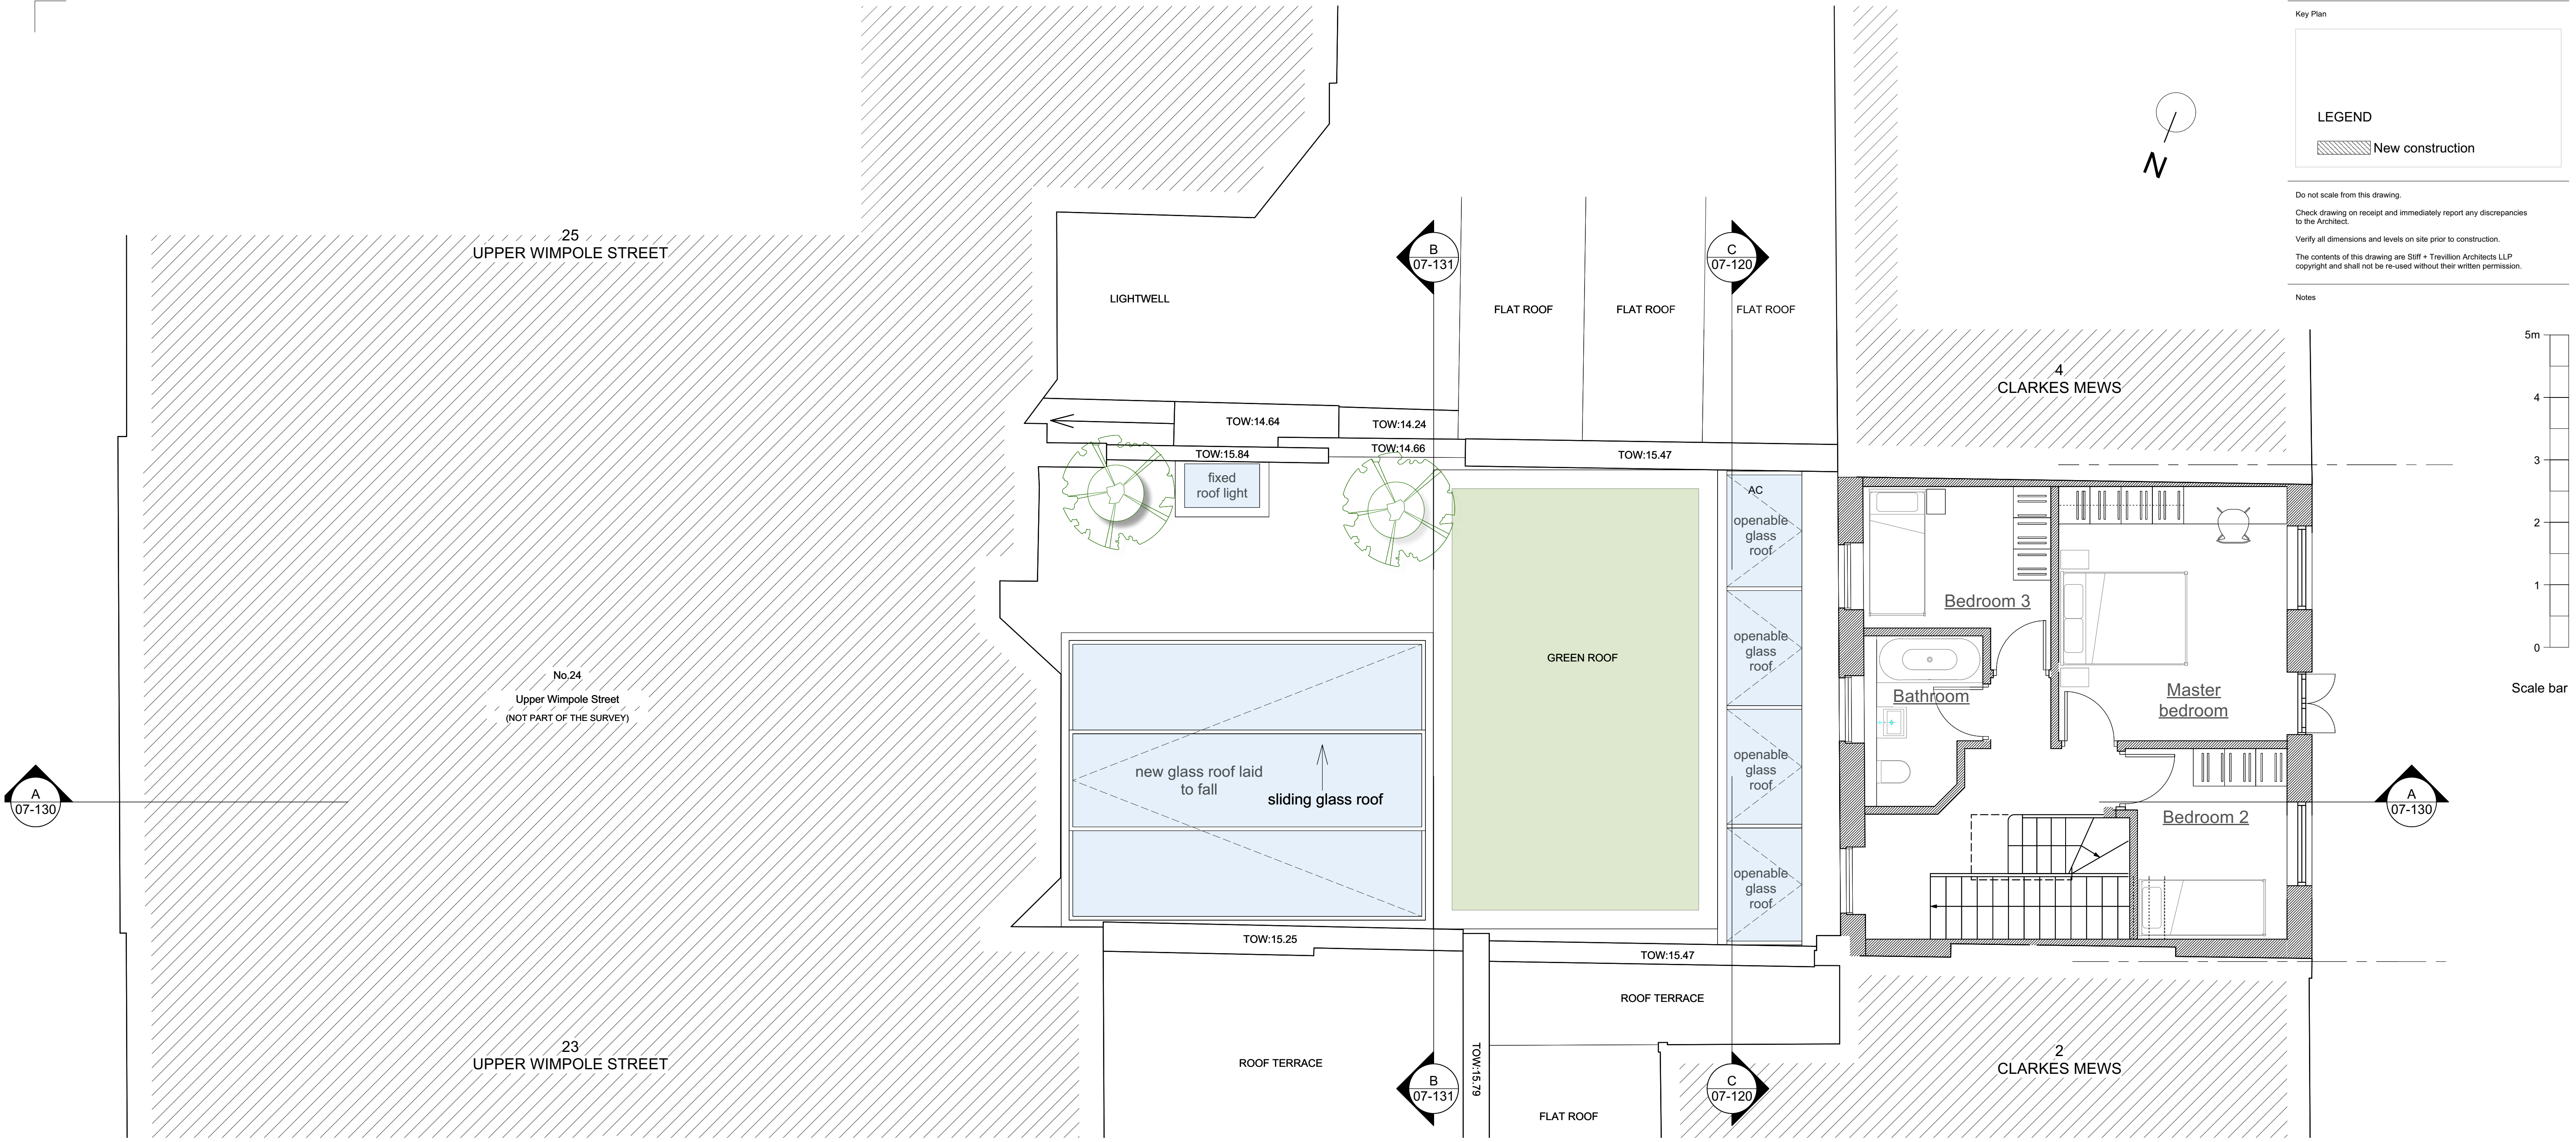 Key Plan
LEGEND
New construction
Do not scale from this drawing.
Check drawing on receipt and immediately report any discrepancies
to the Architect.
Verify all dimensions and levels on site prior to construction.
The contents of this drawing are Stiff + Trevillion Architects LLP
copyright and shall not be re-used without their written permission.
Notes
N
25
UPPER WIMPOLE STREET
B
07-131
C
07-120
LIGHTWELL
FLAT ROOF
FLAT ROOF
FLAT ROOF
5m
4
3
2
1
0
Scale bar
4
CLARKES MEWS
TOW:14.64
TOW:14.24
TOW:14.66
TOW:15.84
TOW:15.47
fixed
roof light
AC
openable
glass
roof
openable
glass
roof
openable
glass
roof
openable
glass
roof
GREEN ROOF
Bedroom 3
Bathroom
Master
bedroom
Bedroom 2
No.24
Upper Wimpole Street
(NOT PART OF THE SURVEY)
new glass roof laid
to fall
sliding glass roof
A
07-130
A
07-130
TOW:15.25
TOW:15.47
ROOF TERRACE
TOW:15.79
ROOF TERRACE
23
UPPER WIMPOLE STREET
2
CLARKES MEWS
B
07-131
C
07-120
FLAT ROOF